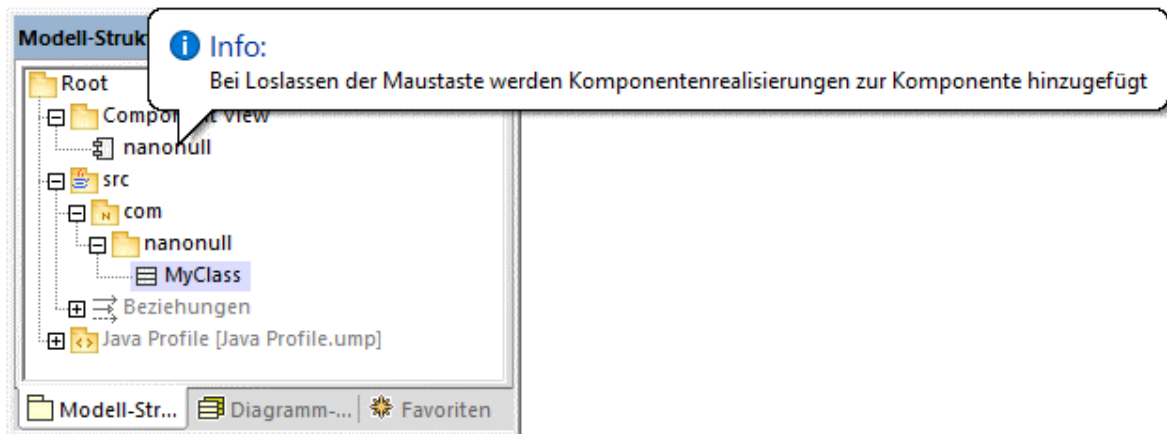 Modell-Struk
Info:
Bei Loslassen der Maustaste werden Komponentenrealisierungen zur Komponente hinzugefügt
Root
Component View
nanonull
src
com
nanonull
MyClass
Beziehungen
Java Profile [Java Profile.ump]
Modell-Str... Diagramm-... Favoriten